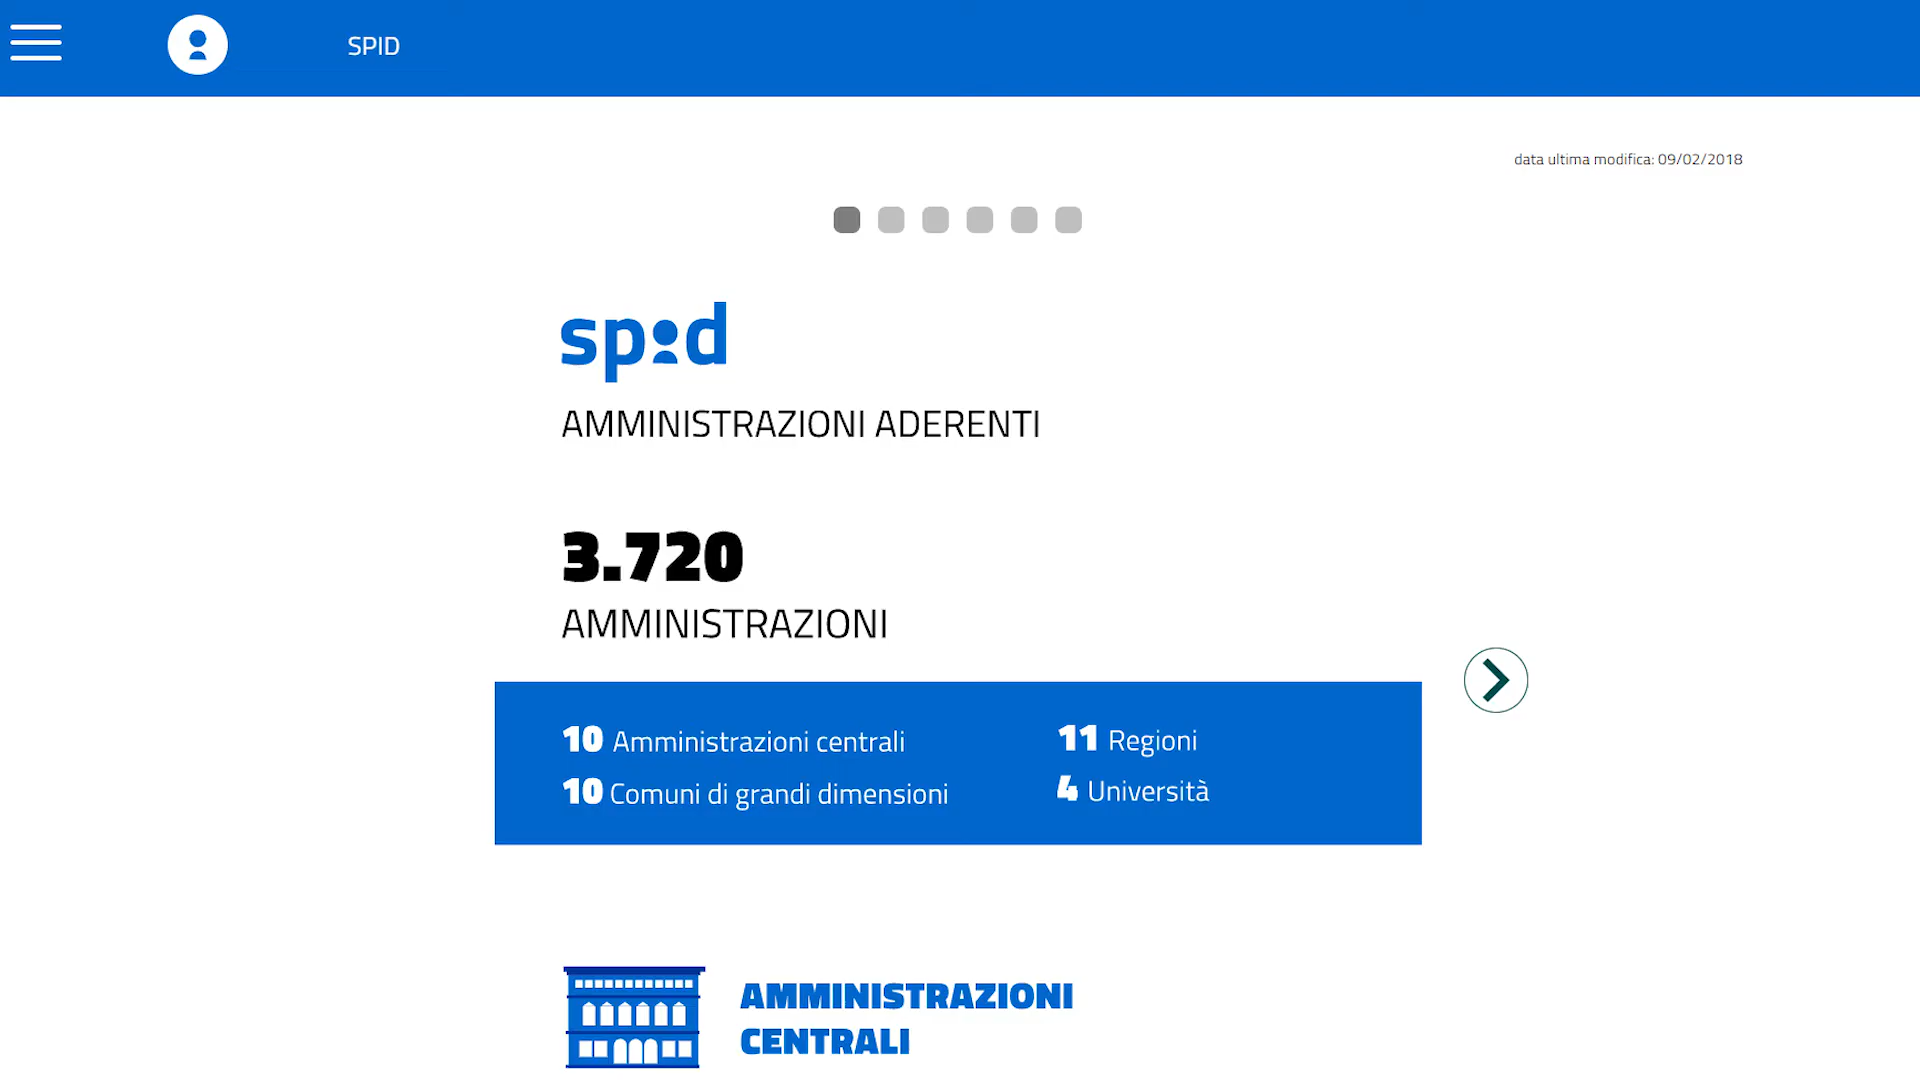 SPID
data ultima modifica: 09/02/2018
spid
AMMINISTRAZIONI ADERENTI
3.720
AMMINISTRAZIONI
10 Amministrazioni centrali
11 Regioni
10 Comuni di grandi dimensioni
4 Università
AMMINISTRAZIONI
CENTRALI